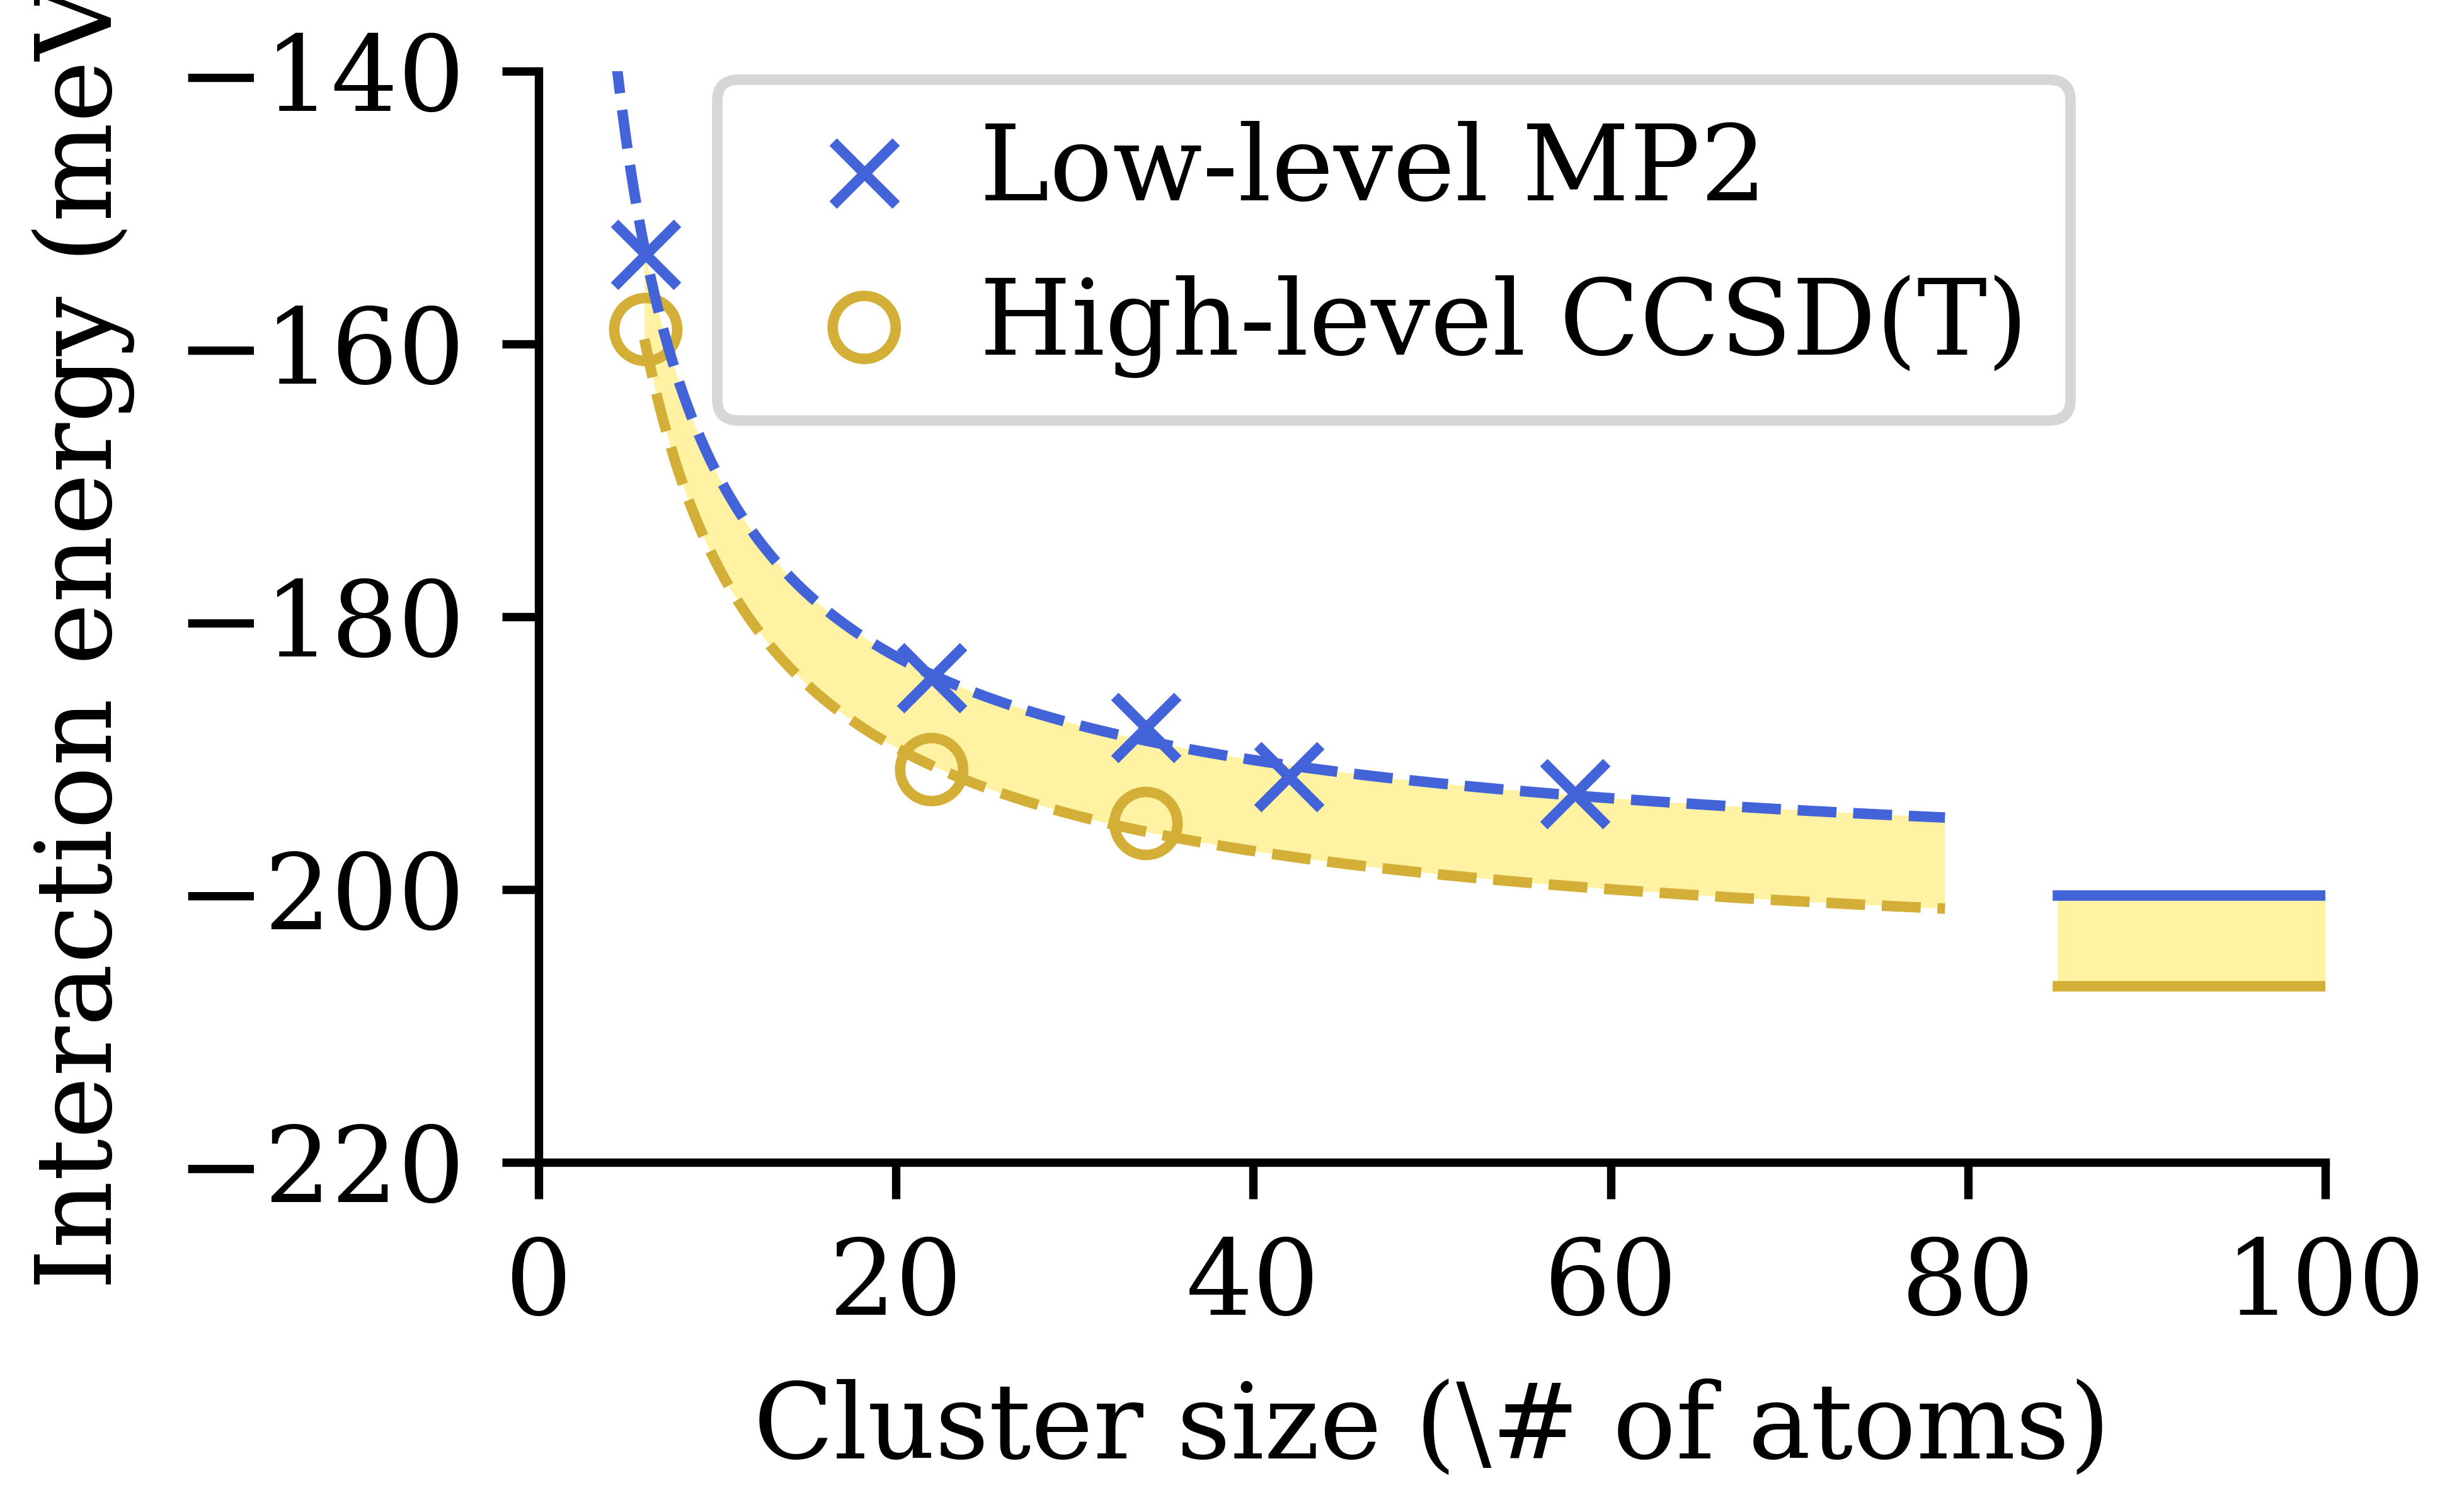 Interaction energy (meV
−140
−160
−180
−200
−220
Low-level MP2
High-level CCSD(T)
0 20 40 60 80 100
Cluster size (\# of atoms)